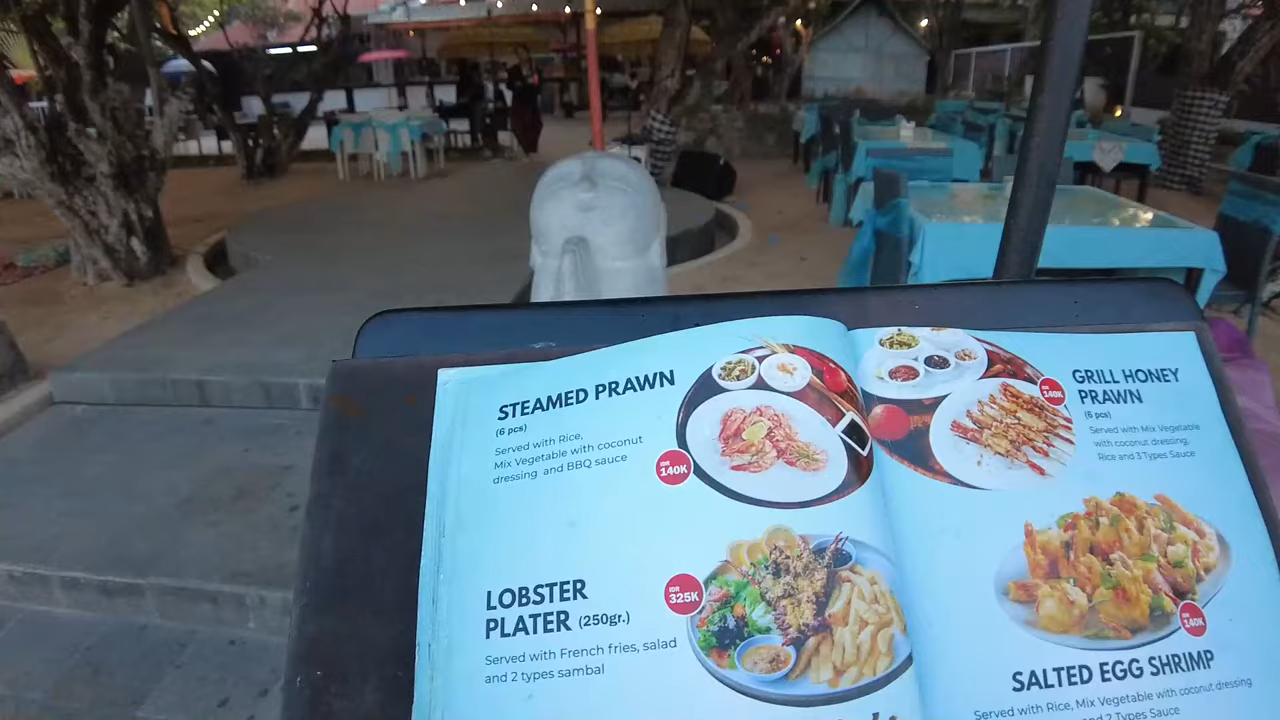 STEAMED PRAWN
(6 pcs)
Served with Rice,
Mix Vegetable with coconut
dressing and BBQ sauce
IDR
140K
LOBSTER
PLATER (250gr.)
Served with French fries, salad
and 2 types sambal
IDR
325K
GRILL HONEY
PRAWN
(6 pcs)
Served with Mix Vegetable
with coconut dressing,
Rice and 3 Types Sauce
IDR
140K
IDR
140K
SALTED EGG SHRIMP
Served with Rice, Mix Vegetable with coconut dressing
and 2 Types Sauce